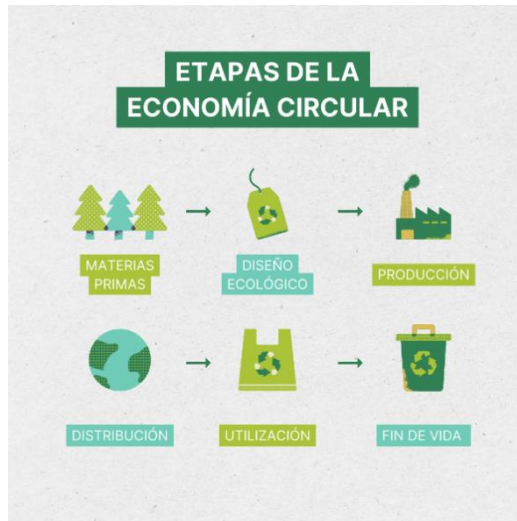 ETAPAS DE LA
ECONOMÍA CIRCULAR
MATERIAS
PRIMAS
DISEÑO
ECOLÓGICO
PRODUCCIÓN
DISTRIBUCIÓN
UTILIZACIÓN
FIN DE VIDA